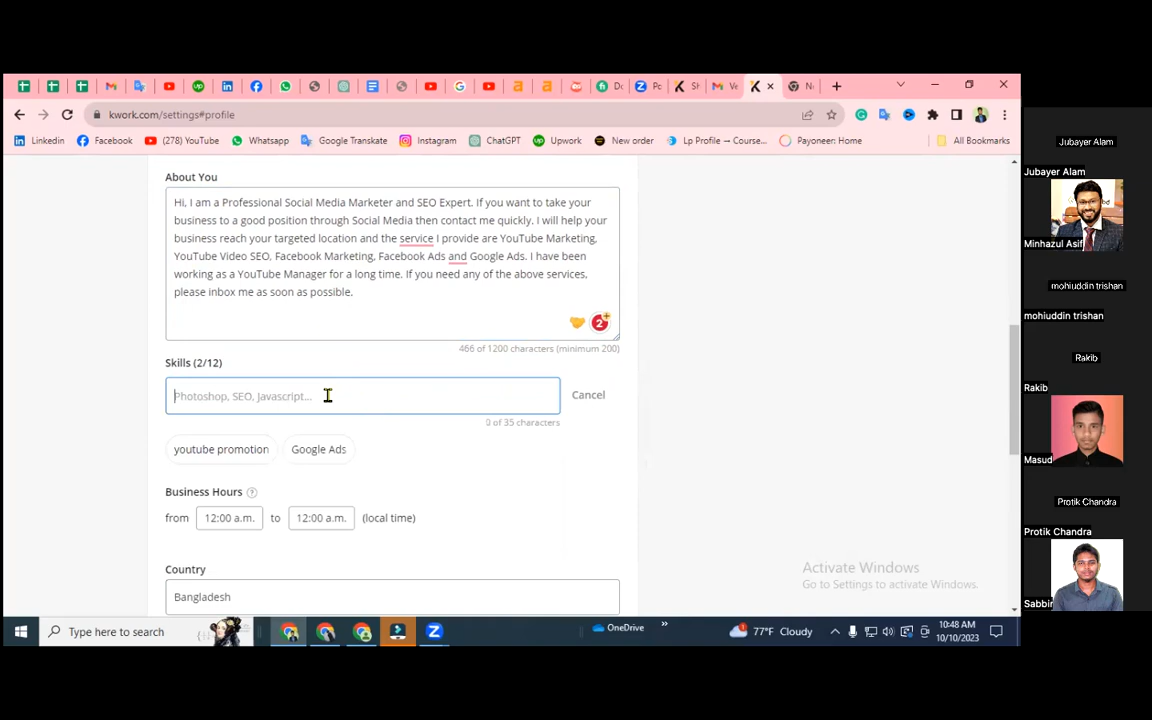 Do
Pc
Sh
Ve
N
kwork.com/settings#profile
Linkedin
Facebook
(278) YouTube
Whatsapp
Google Transkate
Instagram
ChatGPT
Upwork
New order
Lp Profile → Course...
Payoneer: Home
All Bookmarks
About You
Hi, I am a Professional Social Media Marketer and SEO Expert. If you want to take your
business to a good position through Social Media then contact me quickly. I will help your
business reach your targeted location and the service I provide are YouTube Marketing,
YouTube Video SEO, Facebook Marketing, Facebook Ads and Google Ads. I have been
working as a YouTube Manager for a long time. If you need any of the above services,
please inbox me as soon as possible.
2
466 of 1200 characters (minimum 200)
Skills (2/12)
Photoshop, SEO, Javascript...
Cancel
0 of 35 characters
youtube promotion
Google Ads
Business Hours ?
from 12:00 a.m. to 12:00 a.m. (local time)
Country
Bangladesh
Activate Windows
Go to Settings to activate Windows.
Type here to search
OneDrive
77°F Cloudy
10:48 AM
10/10/2023
Jubayer Alam
Jubayer Alam
Minhazul Asif
mohiuddin trishan
mohiuddin trishan
Rakib
Rakib
Masud
Protik Chandra
Protik Chandra
Sabbir